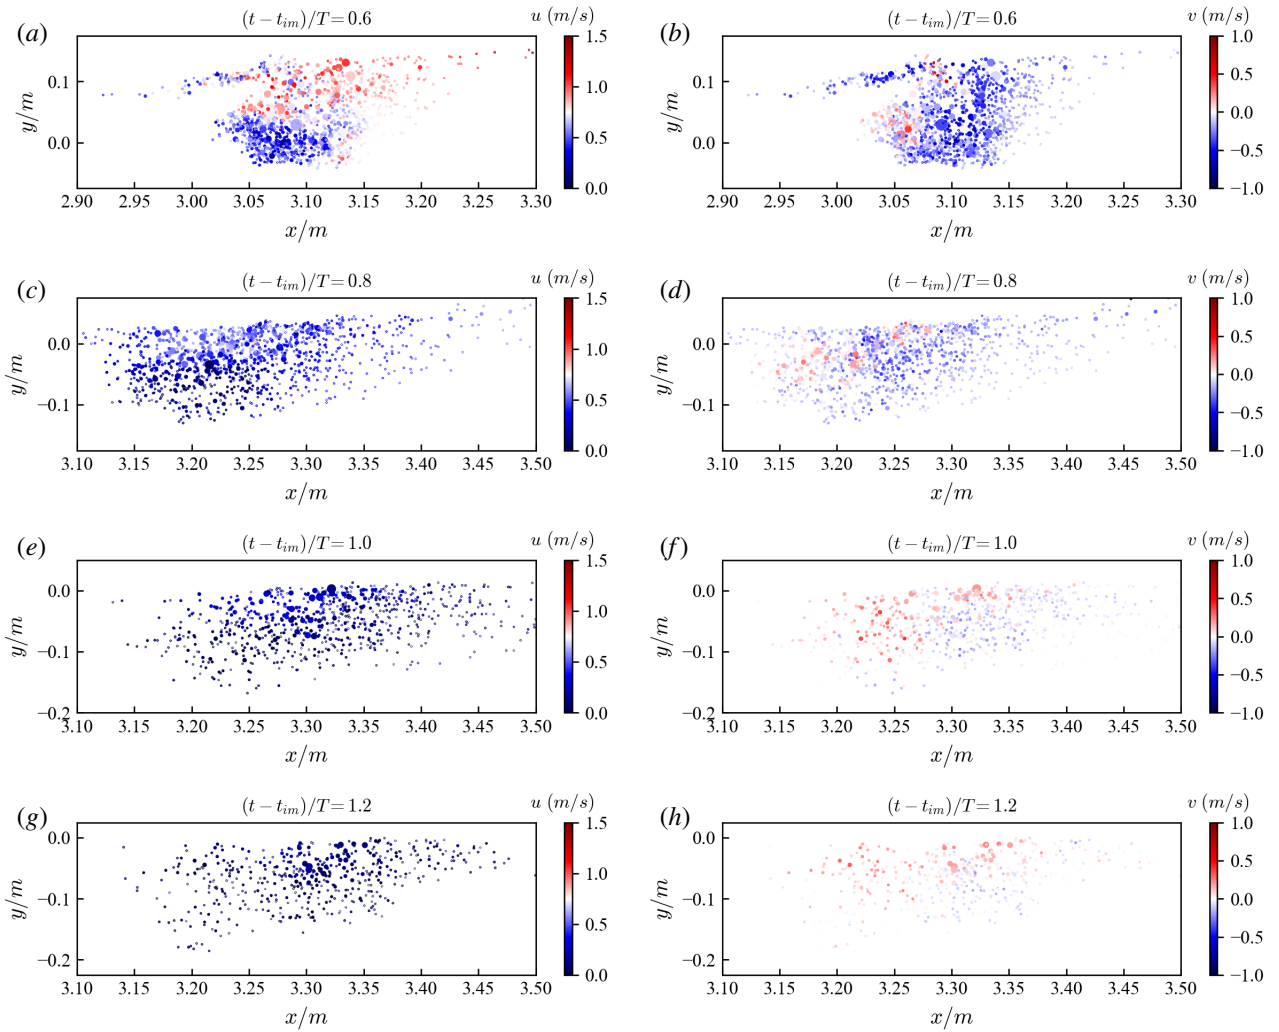 (a)
(t − t_im)/T = 0.6
u (m/s)
y/m
0.1
0.0
2.90 2.95 3.00 3.05 3.10 3.15 3.20 3.25 3.30
x/m
1.5
1.0
0.5
0.0
(b)
(t − t_im)/T = 0.6
v (m/s)
y/m
0.1
0.0
2.90 2.95 3.00 3.05 3.10 3.15 3.20 3.25 3.30
x/m
1.0
0.5
0.0
−0.5
−1.0
(c)
(t − t_im)/T = 0.8
u (m/s)
y/m
0.0
−0.1
3.10 3.15 3.20 3.25 3.30 3.35 3.40 3.45 3.50
x/m
1.5
1.0
0.5
0.0
(d)
(t − t_im)/T = 0.8
v (m/s)
y/m
0.0
−0.1
3.10 3.15 3.20 3.25 3.30 3.35 3.40 3.45 3.50
x/m
1.0
0.5
0.0
−0.5
−1.0
(e)
(t − t_im)/T = 1.0
u (m/s)
y/m
0.0
−0.1
−0.2
3.10 3.15 3.20 3.25 3.30 3.35 3.40 3.45 3.50
x/m
1.5
1.0
0.5
0.0
(f)
(t − t_im)/T = 1.0
v (m/s)
y/m
0.0
−0.1
−0.2
3.10 3.15 3.20 3.25 3.30 3.35 3.40 3.45 3.50
x/m
1.0
0.5
0.0
−0.5
−1.0
(g)
(t − t_im)/T = 1.2
u (m/s)
y/m
0.0
−0.1
−0.2
3.10 3.15 3.20 3.25 3.30 3.35 3.40 3.45 3.50
x/m
1.5
1.0
0.5
0.0
(h)
(t − t_im)/T = 1.2
v (m/s)
y/m
0.0
−0.1
−0.2
3.10 3.15 3.20 3.25 3.30 3.35 3.40 3.45 3.50
x/m
1.0
0.5
0.0
−0.5
−1.0